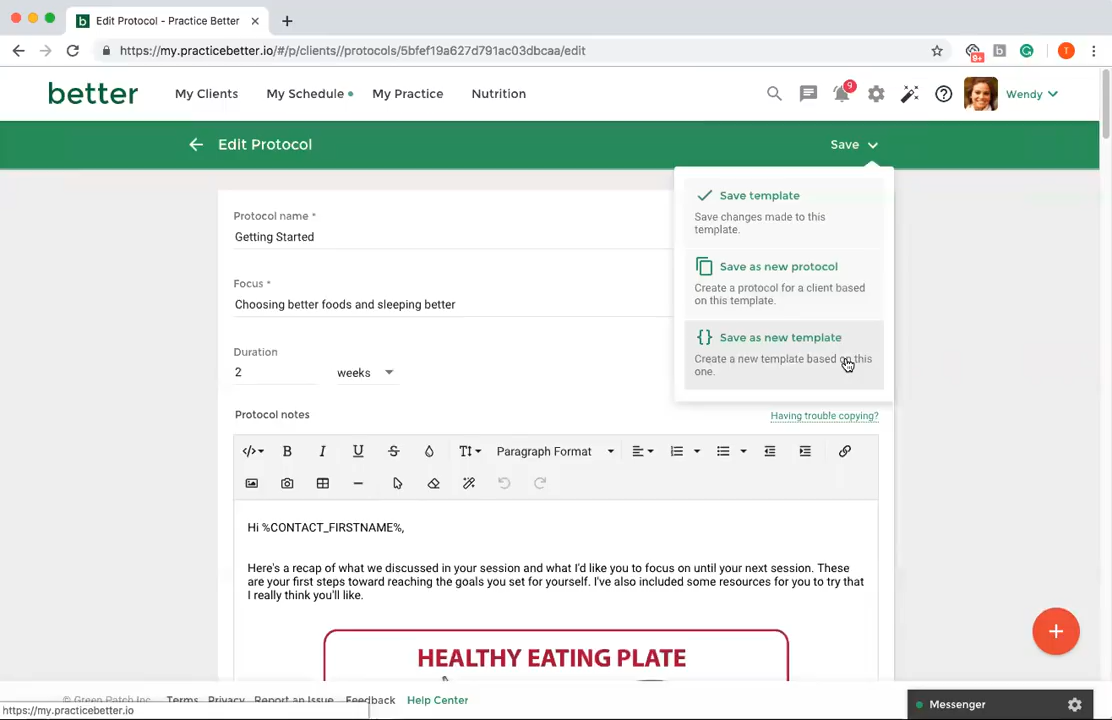 Edit Protocol - Practice Better
https://my.practicebetter.io/#/p/clients//protocols/5bfef19a627d791ac03dbcaa/edit
9+
b
T
better
My Clients
My Schedule
My Practice
Nutrition
9
Wendy
Edit Protocol
Save
Save template
Save changes made to this
template.
Save as new protocol
Create a protocol for a client based
on this template.
Save as new template
Create a new template based on this
one.
Protocol name *
Getting Started
Focus *
Choosing better foods and sleeping better
Duration
2
weeks
Protocol notes
Having trouble copying?
Paragraph Format
Hi %CONTACT_FIRSTNAME%,
Here's a recap of what we discussed in your session and what I'd like you to focus on until your next session. These
are your first steps toward reaching the goals you set for yourself. I've also included some resources for you to try that
I really think you'll like.
HEALTHY EATING PLATE
© Green Patch Inc.
Terms
Privacy
Report an Issue
Feedback
Help Center
https://my.practicebetter.io
Messenger